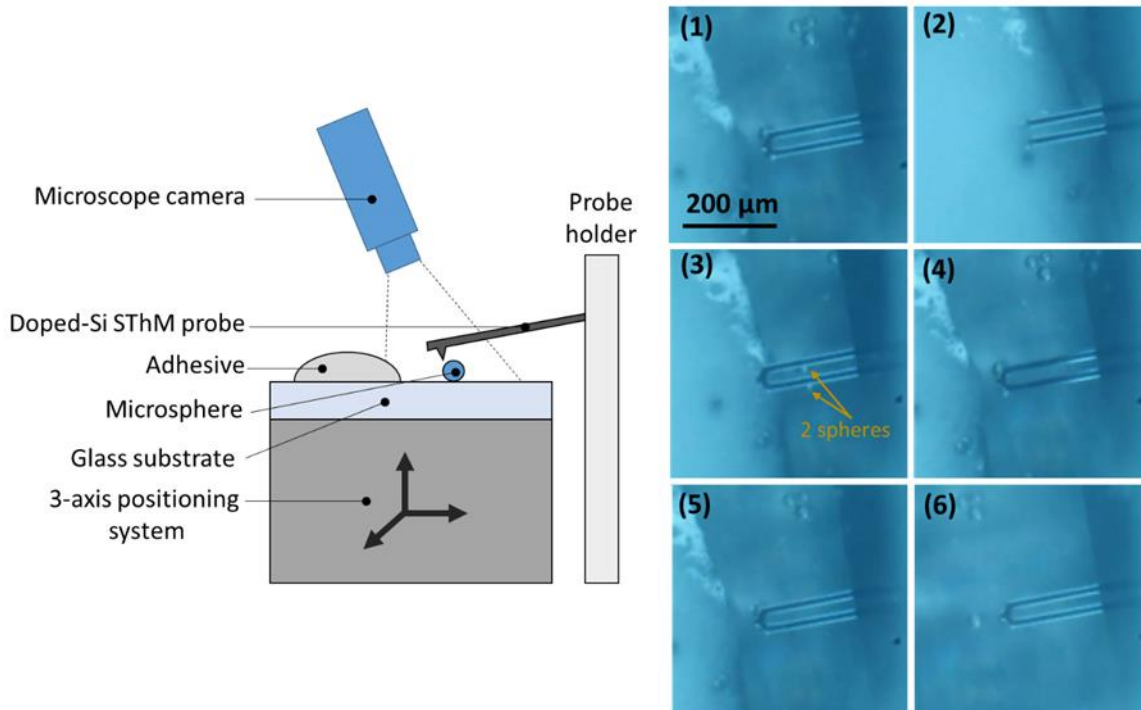 Microscope camera
Probe
holder
Doped-Si SThM probe
Adhesive
Microsphere
Glass substrate
3-axis positioning
system
(1)
200 µm
(2)
(3)
2 spheres
(4)
(5)
(6)